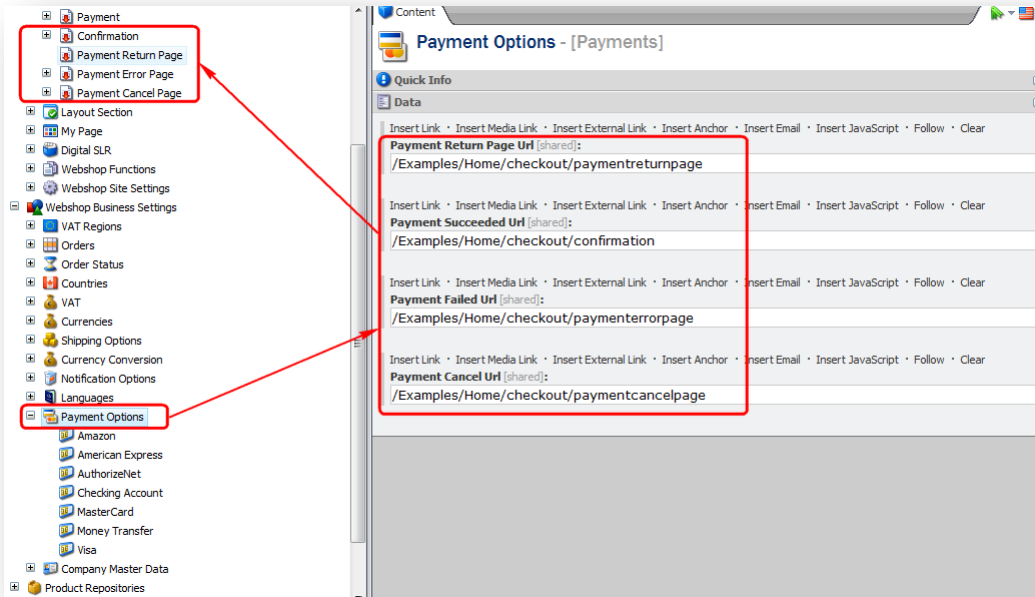 Payment
Confirmation
Payment Return Page
Payment Error Page
Payment Cancel Page
Layout Section
My Page
Digital SLR
Webshop Functions
Webshop Site Settings
Webshop Business Settings
VAT Regions
Orders
Order Status
Countries
VAT
Currencies
Shipping Options
Currency Conversion
Notification Options
Languages
Payment Options
Amazon
American Express
AuthorizeNet
Checking Account
MasterCard
Money Transfer
Visa
Company Master Data
Product Repositories
Content
Payment Options - [Payments]
Quick Info
Data
Insert Link · Insert Media Link · Insert External Link · Insert Anchor · Insert Email · Insert JavaScript · Follow · Clear
Payment Return Page Url [shared]:
/Examples/Home/checkout/paymentreturnpage
Insert Link · Insert Media Link · Insert External Link · Insert Anchor · Insert Email · Insert JavaScript · Follow · Clear
Payment Succeeded Url [shared]:
/Examples/Home/checkout/confirmation
Insert Link · Insert Media Link · Insert External Link · Insert Anchor · Insert Email · Insert JavaScript · Follow · Clear
Payment Failed Url [shared]:
/Examples/Home/checkout/paymenterrorpage
Insert Link · Insert Media Link · Insert External Link · Insert Anchor · Insert Email · Insert JavaScript · Follow · Clear
Payment Cancel Url [shared]:
/Examples/Home/checkout/paymentcancelpage